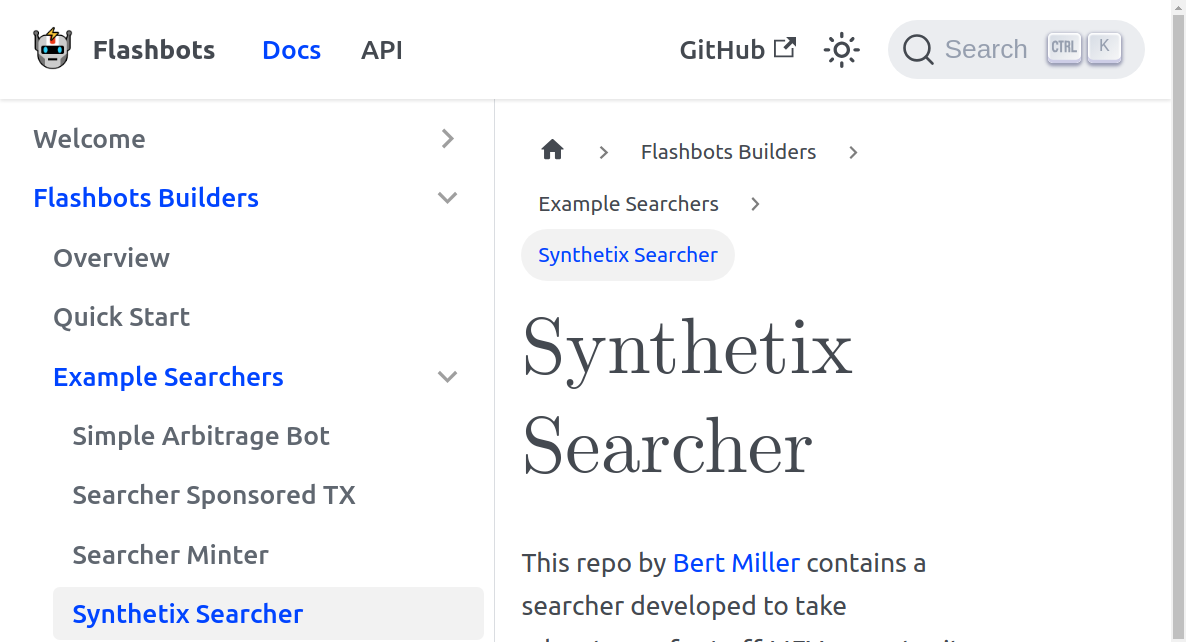 Flashbots Docs API GitHub Search CTRL K
Welcome
Flashbots Builders
Overview
Quick Start
Example Searchers
Simple Arbitrage Bot
Searcher Sponsored TX
Searcher Minter
Synthetix Searcher
Flashbots Builders
Example Searchers
Synthetix Searcher
Synthetix
Searcher
This repo by Bert Miller contains a
searcher developed to take